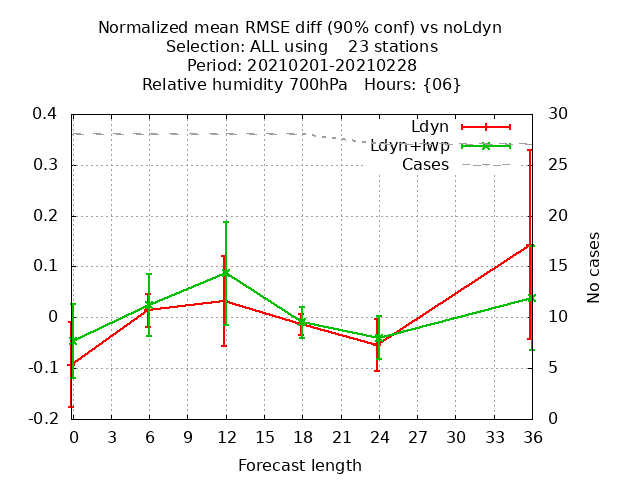 Normalized mean RMSE diff (90% conf) vs noLdyn
Selection: ALL using 23 stations
Period: 20210201-20210228
Relative humidity 700hPa Hours: {06}
0.4
0.3
0.2
0.1
0
-0.1
-0.2
30
25
20
15
10
5
0
Ldyn
Ldyn+lwp
Cases
No cases
0 3 6 9 12 15 18 21 24 27 30 33 36
Forecast length